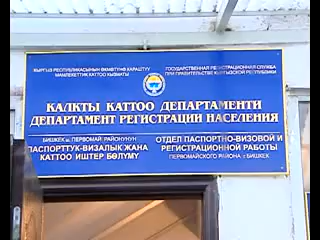 КЫРГЫЗ РЕСПУБЛИКАСЫНЫН ӨКМӨТҮНӨ КАРАШТУУ
МАМЛЕКЕТТИК КАТТОО КЫЗМАТЫ
ГОСУДАРСТВЕННАЯ РЕГИСТРАЦИОННАЯ СЛУЖБА
ПРИ ПРАВИТЕЛЬСТВЕ КЫРГЫЗСКОЙ РЕСПУБЛИКИ
КАЛКТЫ КАТТОО ДЕПАРТАМЕНТИ
ДЕПАРТАМЕНТ РЕГИСТРАЦИИ НАСЕЛЕНИЯ
БИШКЕК Ш. ПЕРВОМАЙ РАЙОНУНУН
ПАСПОРТТУК-ВИЗАЛЫК ЖАНА
КАТТОО ИШТЕР БӨЛҮМҮ
ОТДЕЛ ПАСПОРТНО-ВИЗОВОЙ И
РЕГИСТРАЦИОННОЙ РАБОТЫ
ПЕРВОМАЙСКОГО РАЙОНА г. БИШКЕК